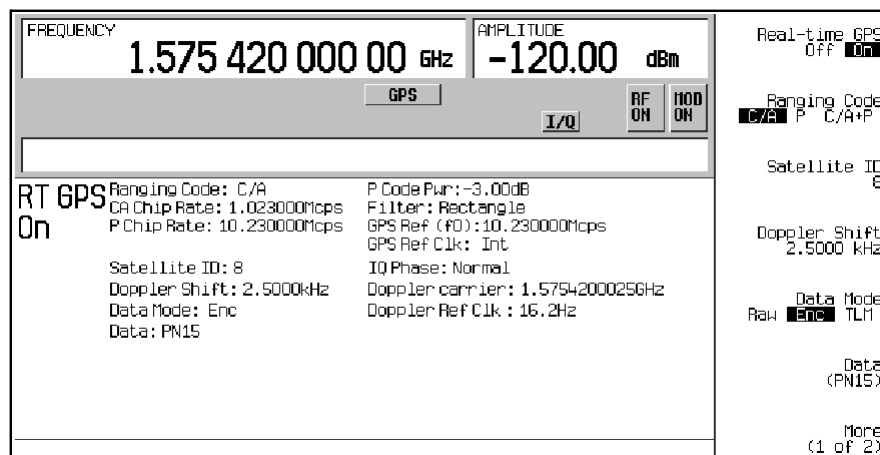 FREQUENCY
1.575 420 000 00 GHz
AMPLITUDE
-120.00 dBm
GPS
I/Q
RF ON
MOD ON
RT GPS
On
Ranging Code: C/A
CA Chip Rate: 1.023000Mcps
P Chip Rate: 10.230000Mcps
Satellite ID: 8
Doppler Shift: 2.5000kHz
Data Mode: Enc
Data: PN15
P Code Pwr:-3.00dB
Filter: Rectangle
GPS Ref (f0):10.230000Mcps
GPS Ref Clk: Int
IQ Phase: Normal
Doppler carrier: 1.5754200025GHz
Doppler Ref Clk : 16.2Hz
Real-time GPS
Off On
Ranging Code
C/A P C/A+P
Satellite ID
8
Doppler Shift
2.5000 kHz
Data Mode
Raw Enc TLM
Data
(PN15)
More
(1 of 2)